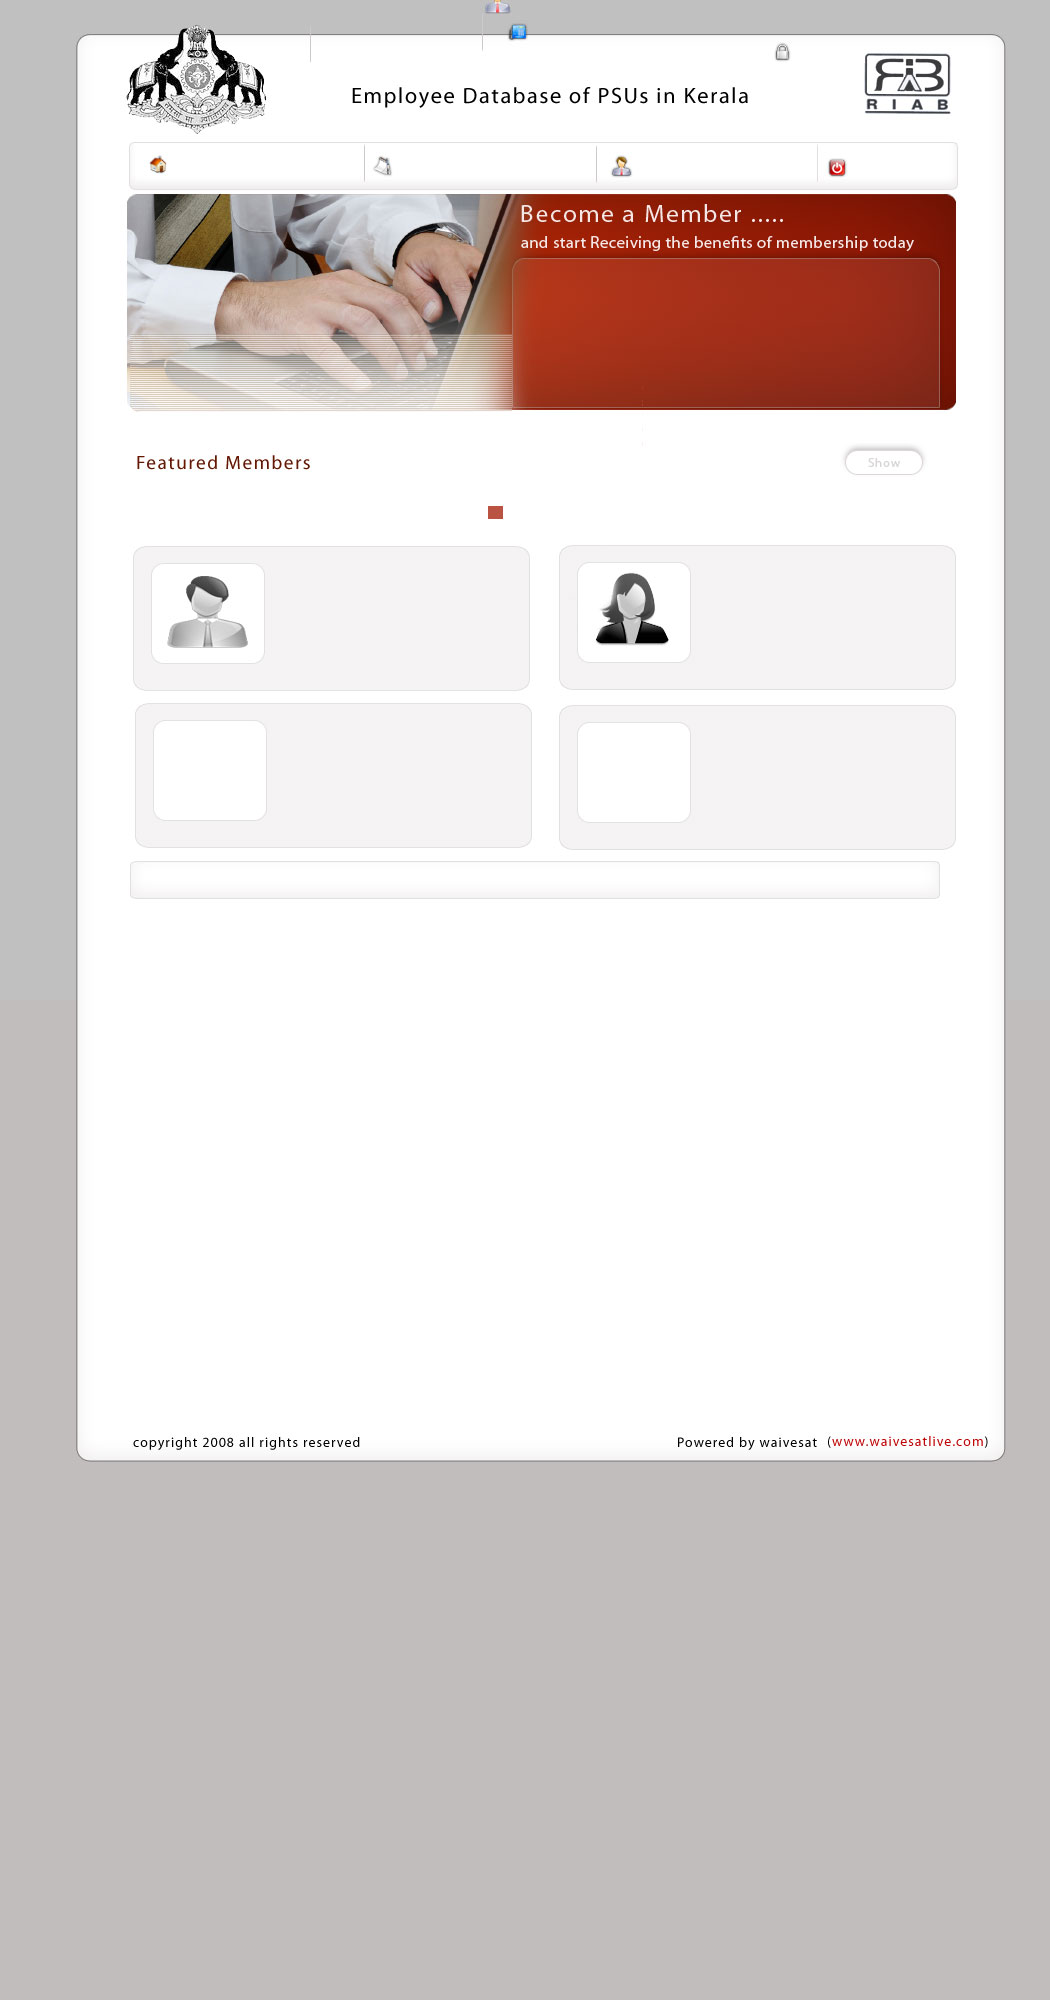 Employee Database of PSUs in Kerala
RIAB
Become a Member .....
and start Receiving the benefits of membership today
Featured Members
Show
copyright 2008 all rights reserved
Powered by waivesat (www.waivesatlive.com)